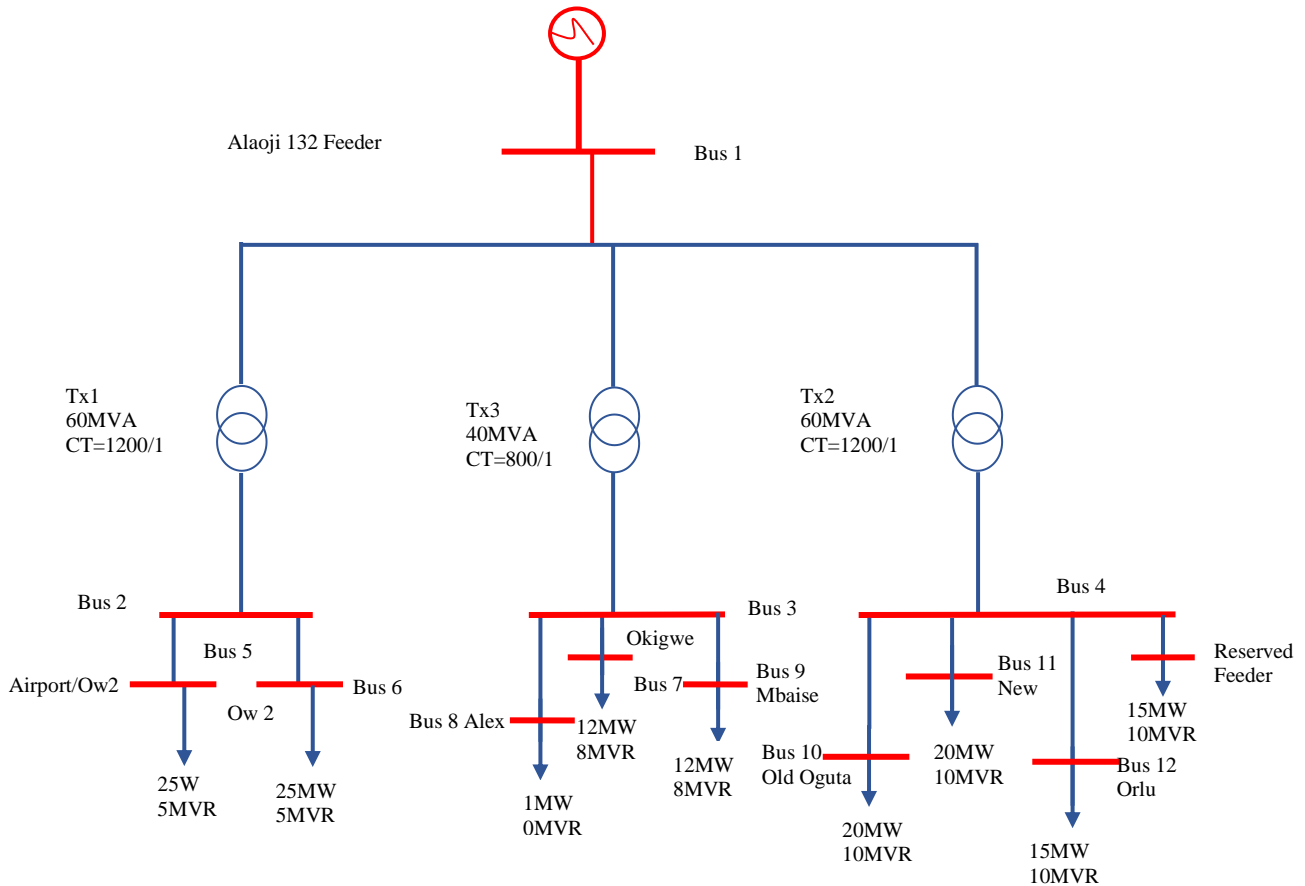 Alaoji 132 Feeder
Bus 1
Tx1
60MVA
CT=1200/1
Tx3
40MVA
CT=800/1
Tx2
60MVA
CT=1200/1
Bus 2
Bus 5
Airport/Ow2
Ow 2
Bus 6
25W
5MVR
25MW
5MVR
Bus 3
Okigwe
Bus 7
Bus 9
Mbaise
Bus 8 Alex
12MW
8MVR
12MW
8MVR
1MW
0MVR
Bus 4
Reserved
Feeder
Bus 11
New
15MW
10MVR
20MW
10MVR
Bus 10
Old Oguta
Bus 12
Orlu
20MW
10MVR
15MW
10MVR